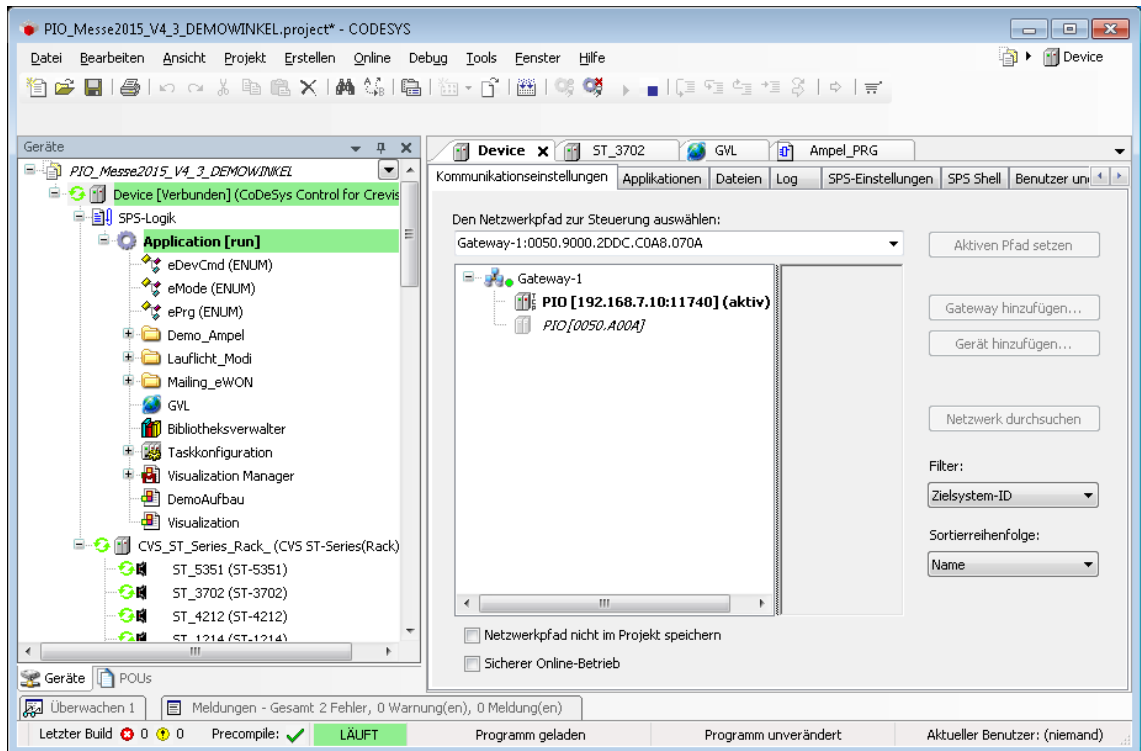 PIO_Messe2015_V4_3_DEMOWINKEL.project* - CODESYS
Datei Bearbeiten Ansicht Projekt Erstellen Online Debug Tools Fenster Hilfe
Device
Geräte
PIO_Messe2015_V4_3_DEMOWINKEL
Device [Verbunden] (CoDeSys Control for Crevis
SPS-Logik
Application [run]
eDevCmd (ENUM)
eMode (ENUM)
ePrg (ENUM)
Demo_Ampel
Lauflicht_Modi
Mailing_eWON
GVL
Bibliotheksverwalter
Taskkonfiguration
Visualization Manager
DemoAufbau
Visualization
CVS_ST_Series_Rack_ (CVS ST-Series(Rack)
ST_5351 (ST-5351)
ST_3702 (ST-3702)
ST_4212 (ST-4212)
ST_1214 (ST-1214)
Geräte POUs
Device ST_3702 GVL Ampel_PRG
Kommunikationseinstellungen Applikationen Dateien Log SPS-Einstellungen SPS Shell Benutzer und
Den Netzwerkpfad zur Steuerung auswählen:
Gateway-1:0050.9000.2DDC.C0A8.070A
Gateway-1
PIO [192.168.7.10:11740] (aktiv)
PIO [0050.A00A]
Netzwerkpfad nicht im Projekt speichern
Sicherer Online-Betrieb
Aktiven Pfad setzen
Gateway hinzufügen...
Gerät hinzufügen...
Netzwerk durchsuchen
Filter:
Zielsystem-ID
Sortierreihenfolge:
Name
Überwachen 1 Meldungen - Gesamt 2 Fehler, 0 Warnung(en), 0 Meldung(en)
Letzter Build 0 0 Precompile: LÄUFT Programm geladen Programm unverändert Aktueller Benutzer: (niemand)